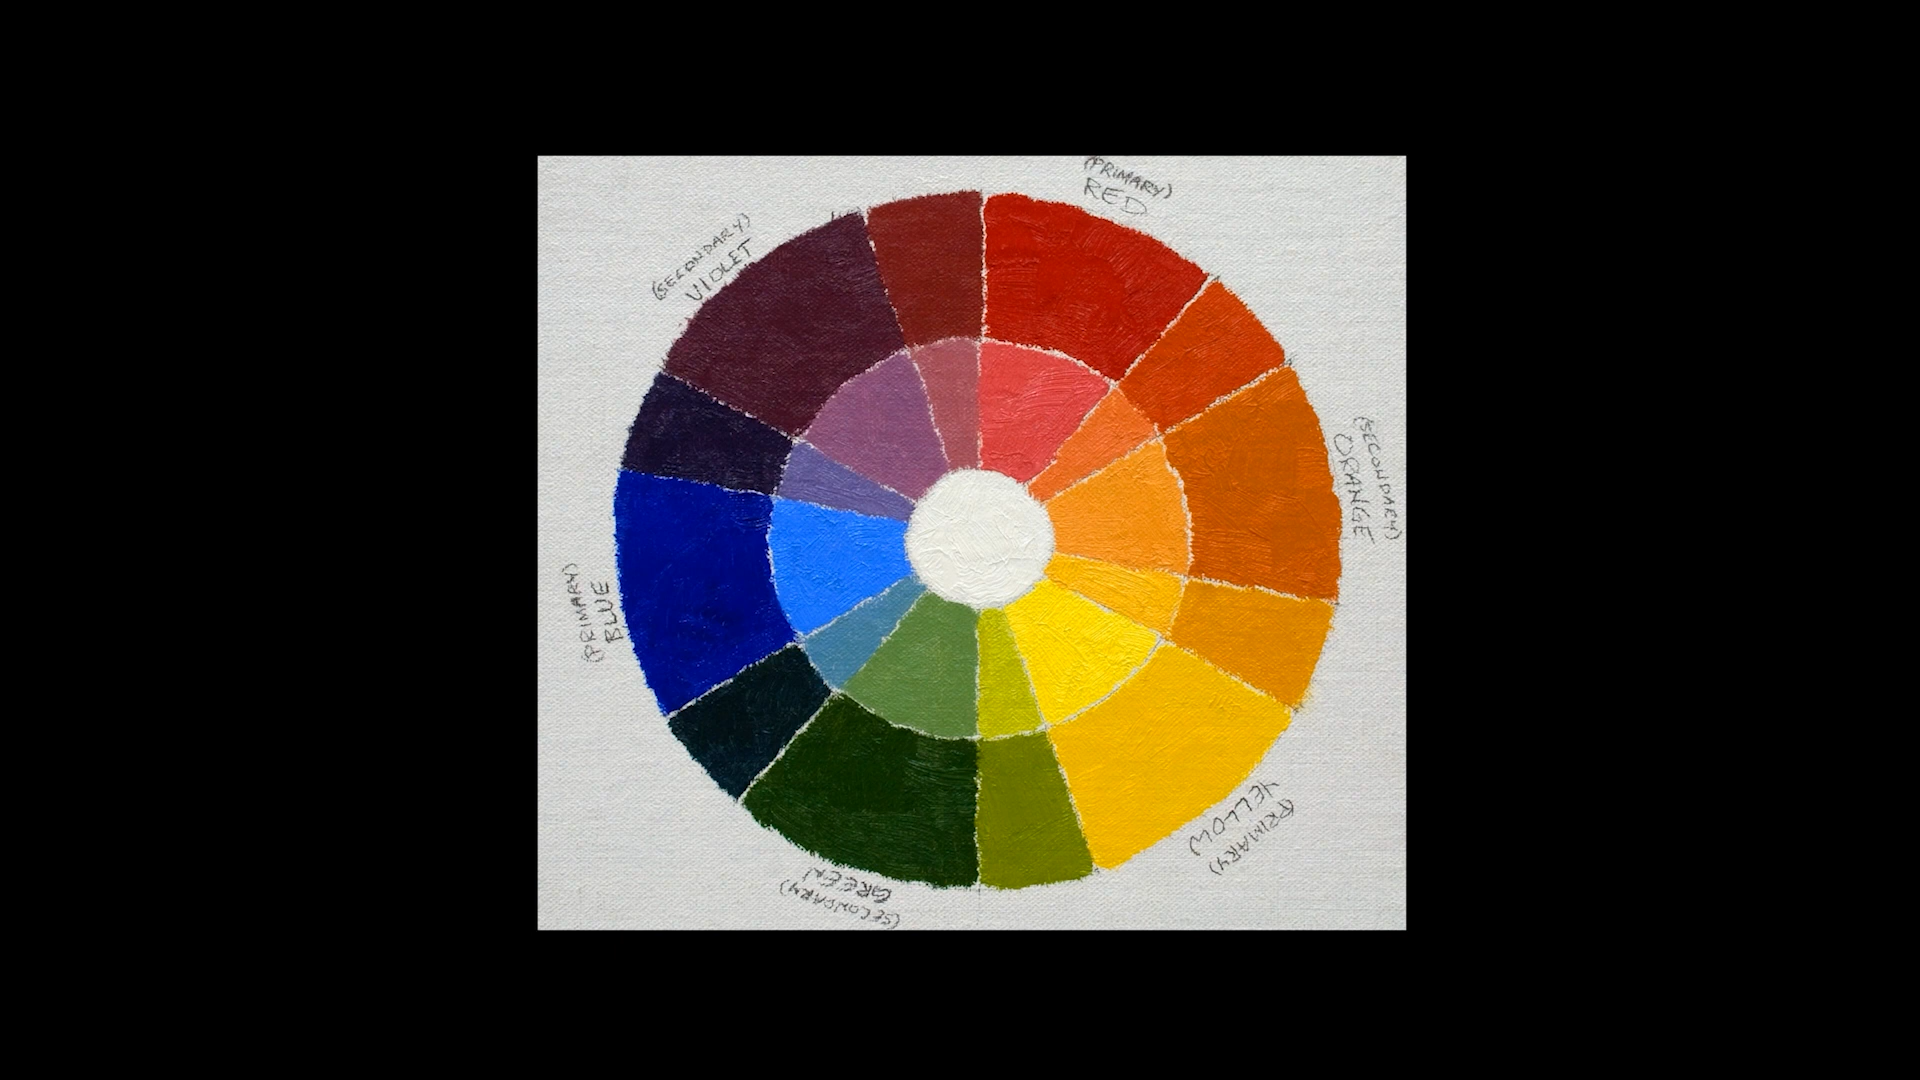 (PRIMARY)
RED
(SECONDARY)
ORANGE
YELLOW
(PRIMARY)
GREEN
(SECONDARY)
(PRIMARY)
BLUE
(SECONDARY)
VIOLET